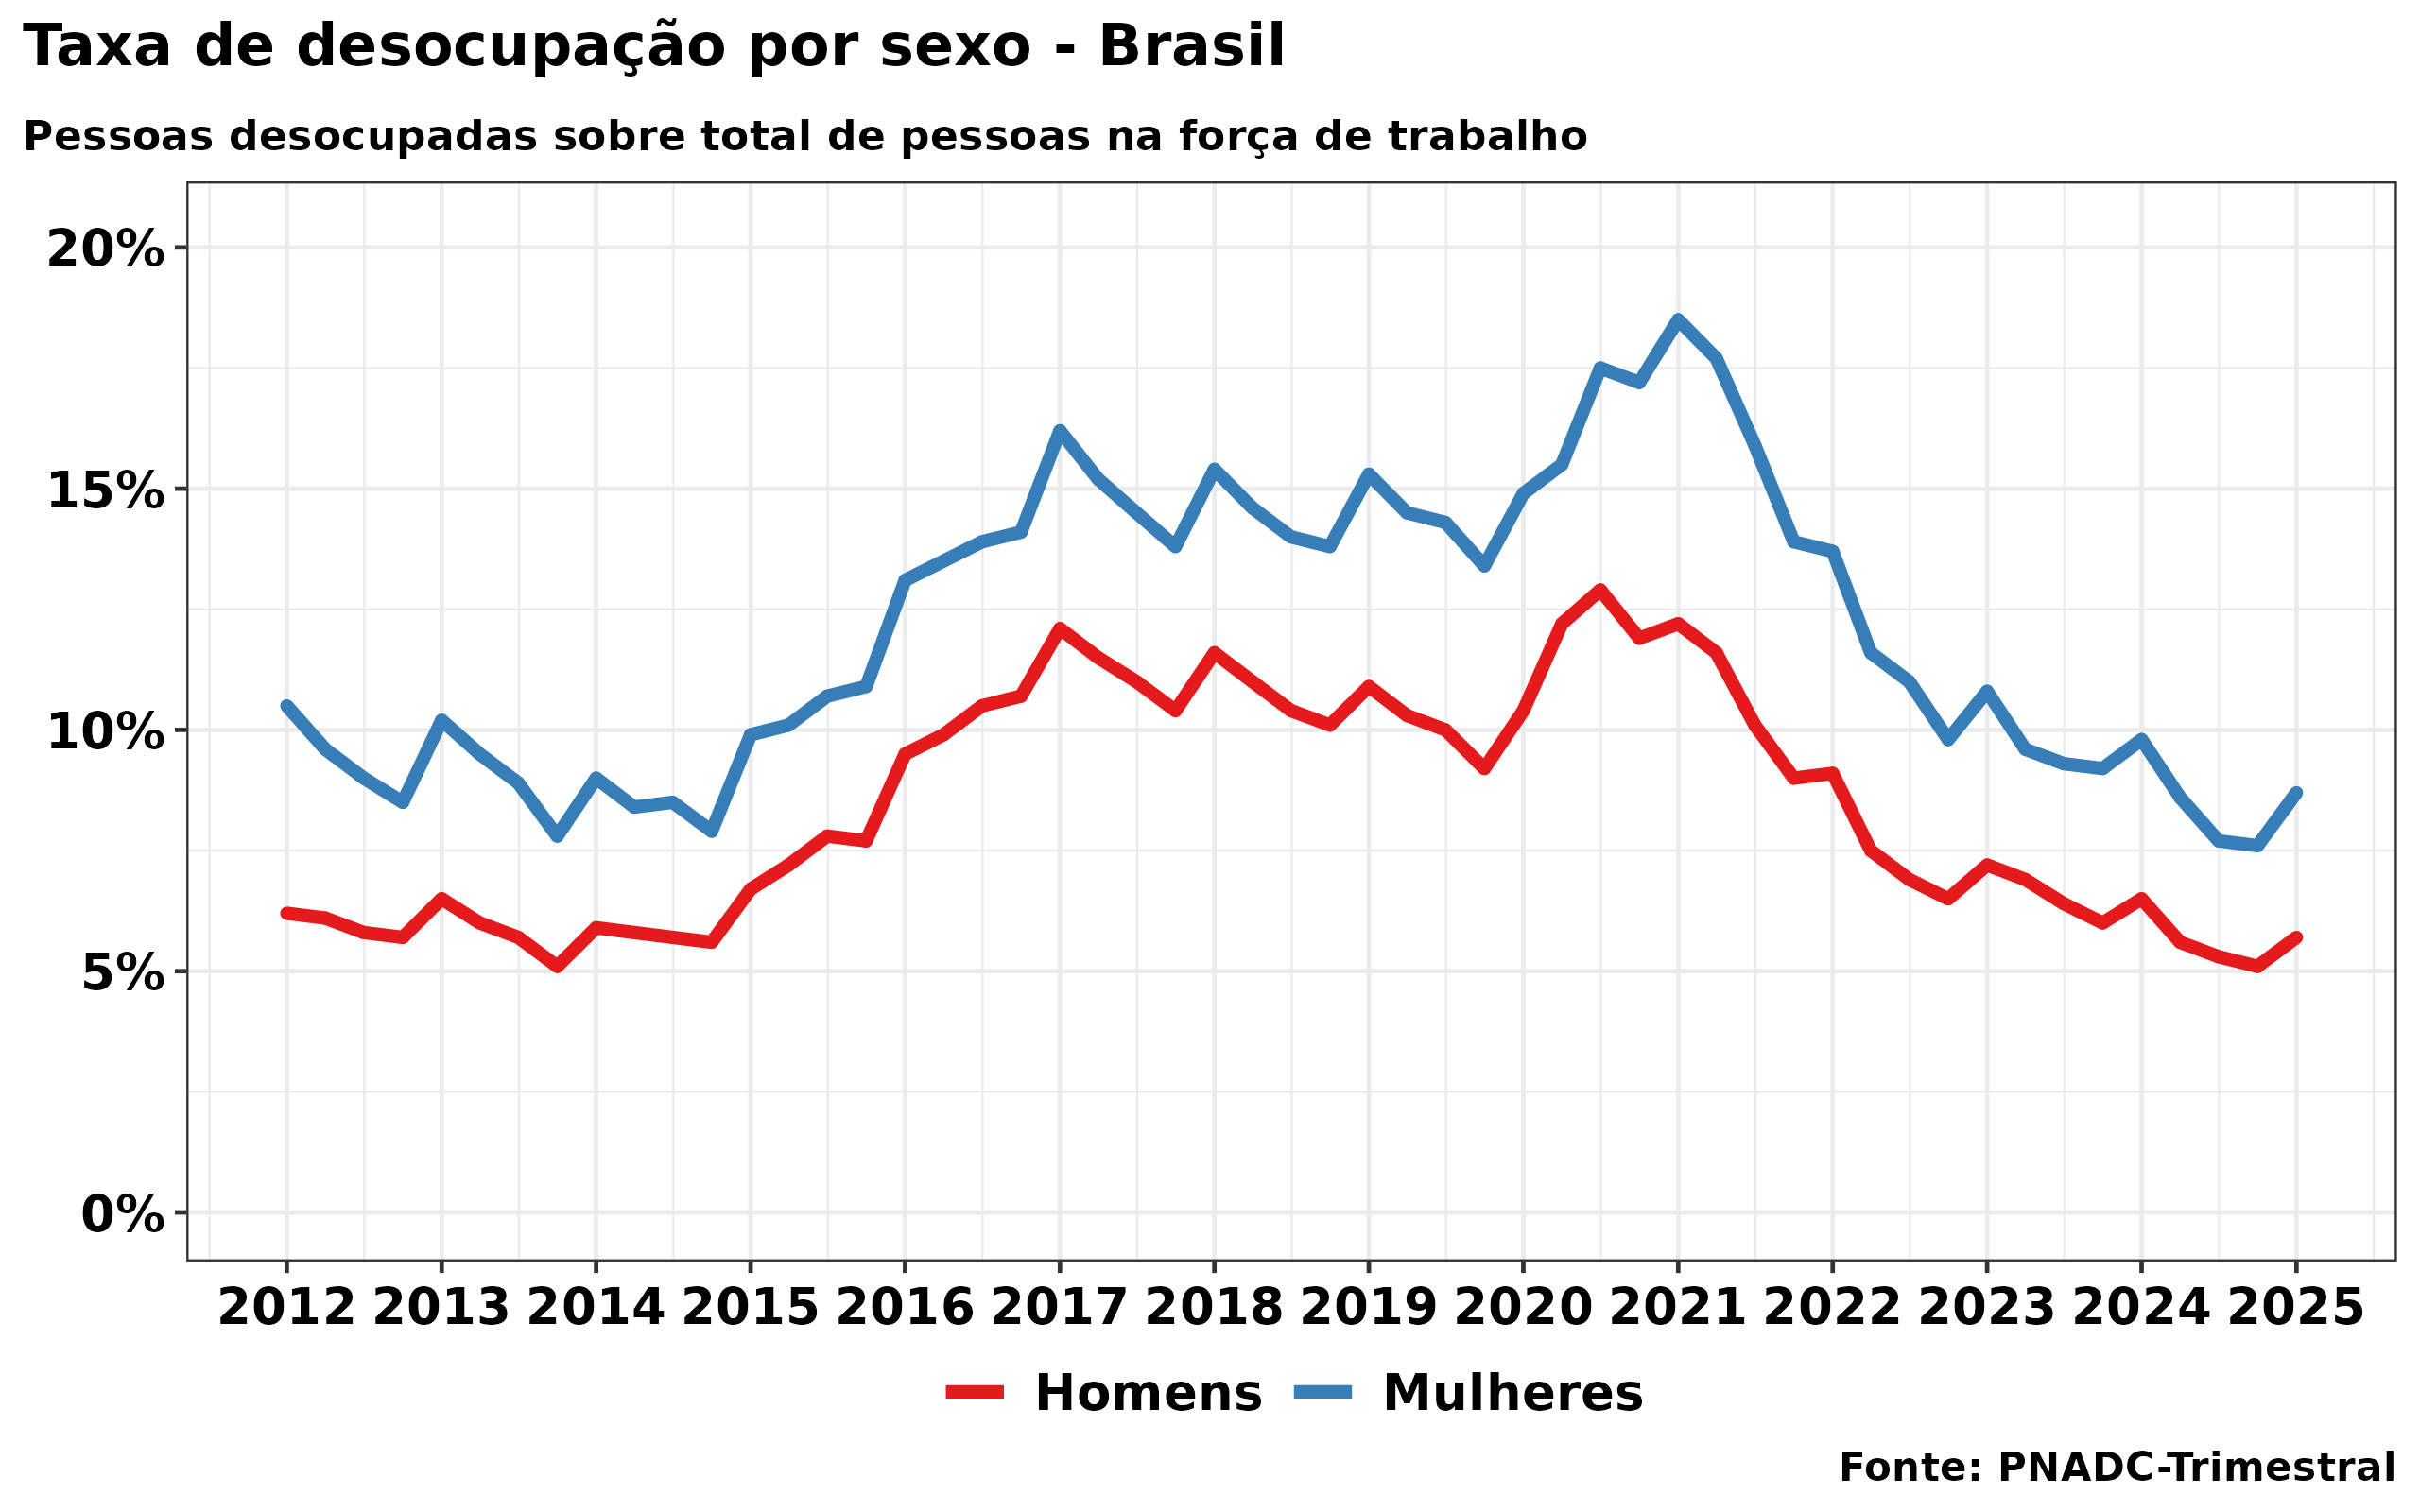 Taxa de desocupação por sexo - Brasil
Pessoas desocupadas sobre total de pessoas na força de trabalho
20%
15%
10%
5%
0%
2012 2013 2014 2015 2016 2017 2018 2019 2020 2021 2022 2023 2024 2025
Homens Mulheres
Fonte: PNADC-Trimestral